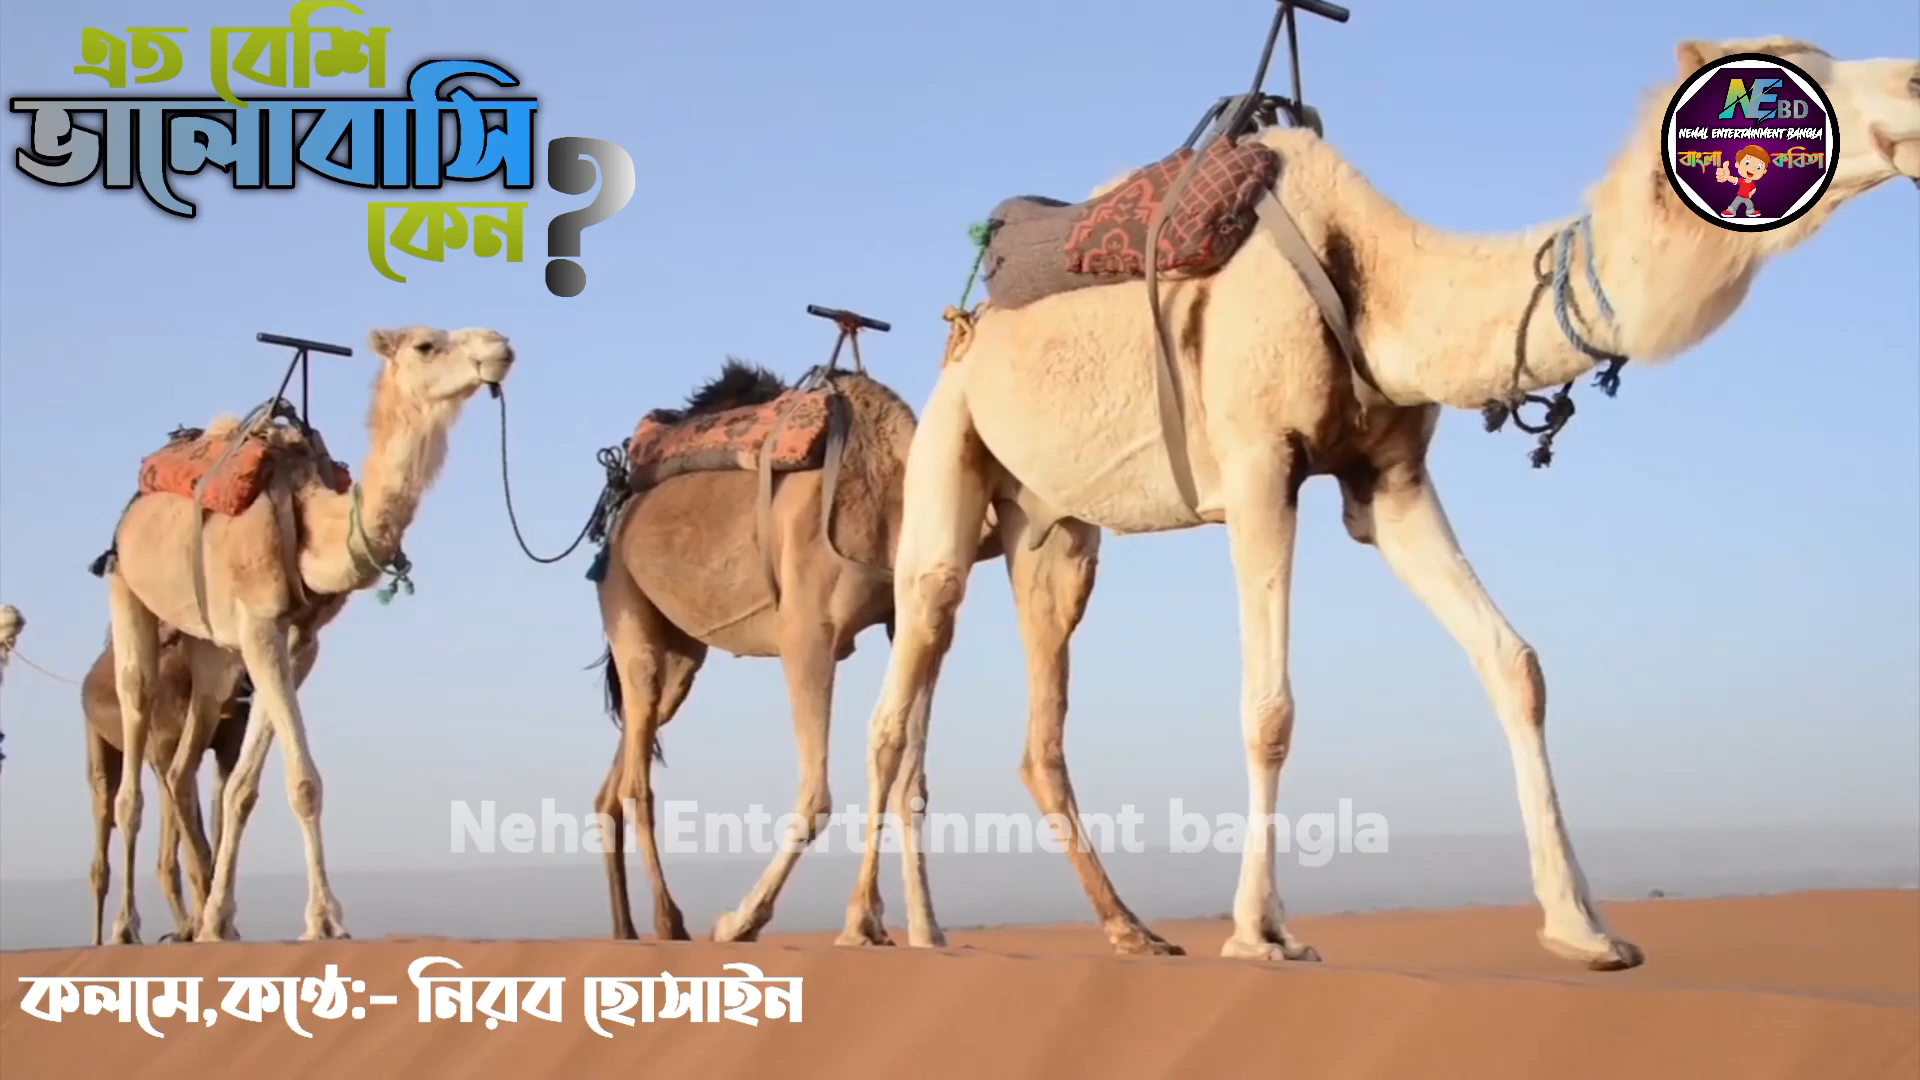 এত বেশি
ভালোবাসি
কেন ?
NEBD
NEHAL ENTERTAINMENT BANGLA
বাংলা কবিতা
Nehal Entertainment bangla
কলমে,কণ্ঠে:- নিরব হোসাইন